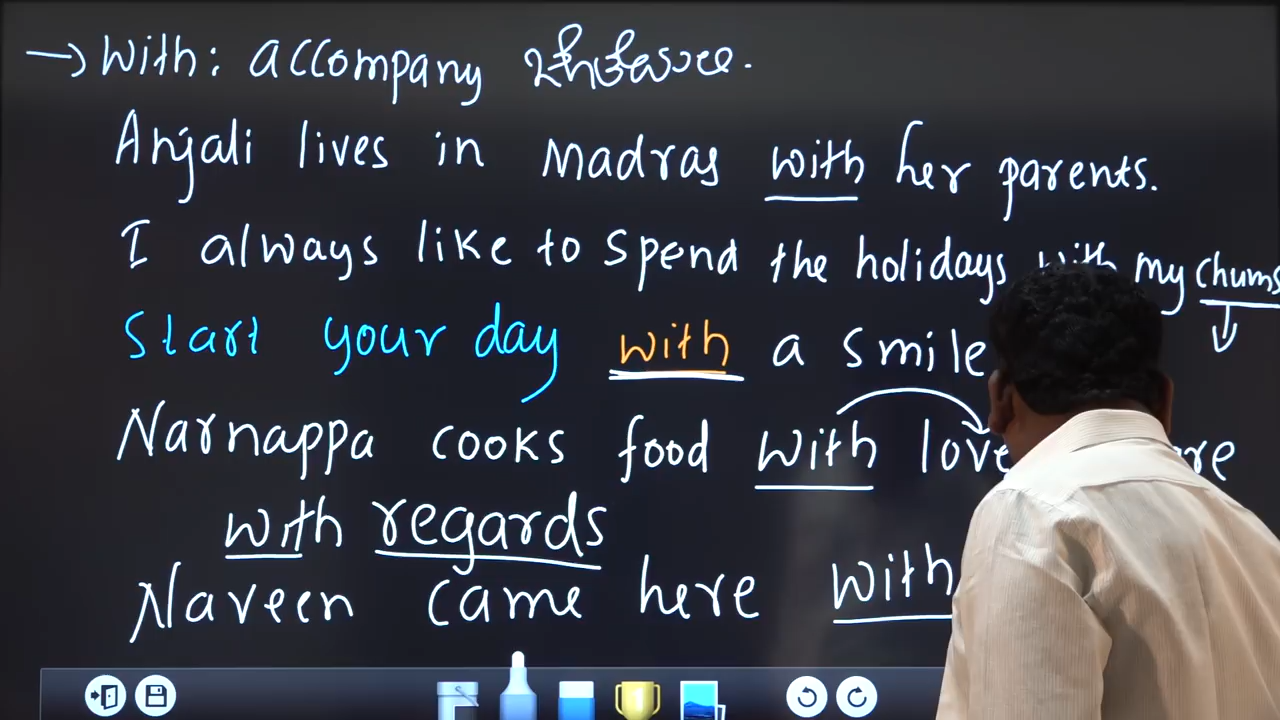 → With: accompany
Anjali lives in Madras with her parents.
I always like to spend the holidays with my chums
Start your day with a smile
Narnappa cooks food with love
with regards
Naveen came here with